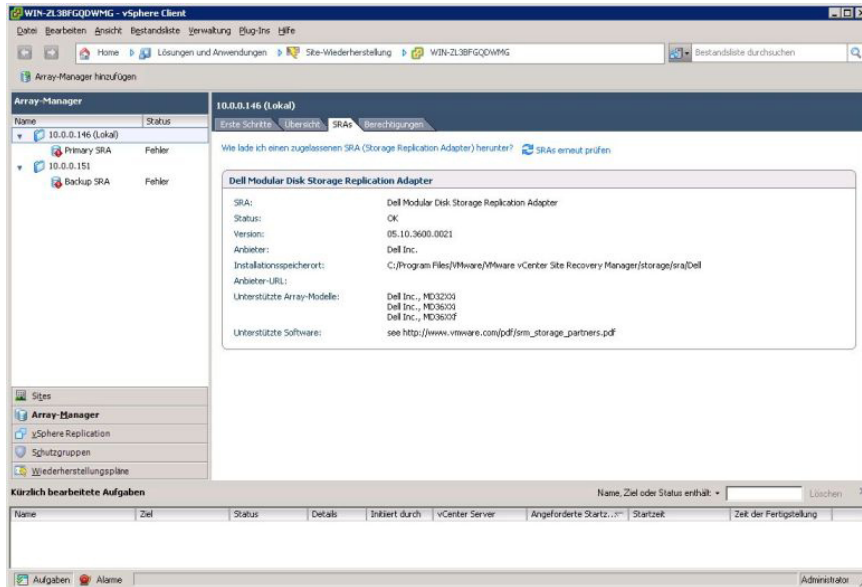 WIN-ZL3BFGQDWMG - vSphere Client
Datei Bearbeiten Ansicht Bestandsliste Verwaltung Plug-Ins Hilfe
Home Lösungen und Anwendungen Site-Wiederherstellung WIN-ZL3BFGQDWMG Bestandsliste durchsuchen
Array-Manager hinzufügen
Array-Manager
Name Status
10.0.0.146 (Lokal)
Primary SRA Fehler
10.0.0.151
Backup SRA Fehler
Sites
Array-Manager
vSphere Replication
Schutzgruppen
Wiederherstellungspläne
10.0.0.146 (Lokal)
Erste Schritte Übersicht SRAs Berechtigungen
Wie lade ich einen zugelassenen SRA (Storage Replication Adapter) herunter? SRAs erneut prüfen
Dell Modular Disk Storage Replication Adapter
SRA: Dell Modular Disk Storage Replication Adapter
Status: OK
Version: 05.10.3600.0021
Anbieter: Dell Inc.
Installationsspeicherort: C:/Program Files/VMware/VMware vCenter Site Recovery Manager/storage/sra/Dell
Anbieter-URL:
Unterstützte Array-Modelle: Dell Inc., MD32XXi
Dell Inc., MD36XXi
Dell Inc., MD36XXf
Unterstützte Software: see http://www.vmware.com/pdf/srm_storage_partners.pdf
Kürzlich bearbeitete Aufgaben Name, Ziel oder Status enthält: Löschen
Name Ziel Status Details Initiiert durch vCenter Server Angeforderte Startz... Startzeit Zeit der Fertigstellung
Aufgaben Alarme Administrator